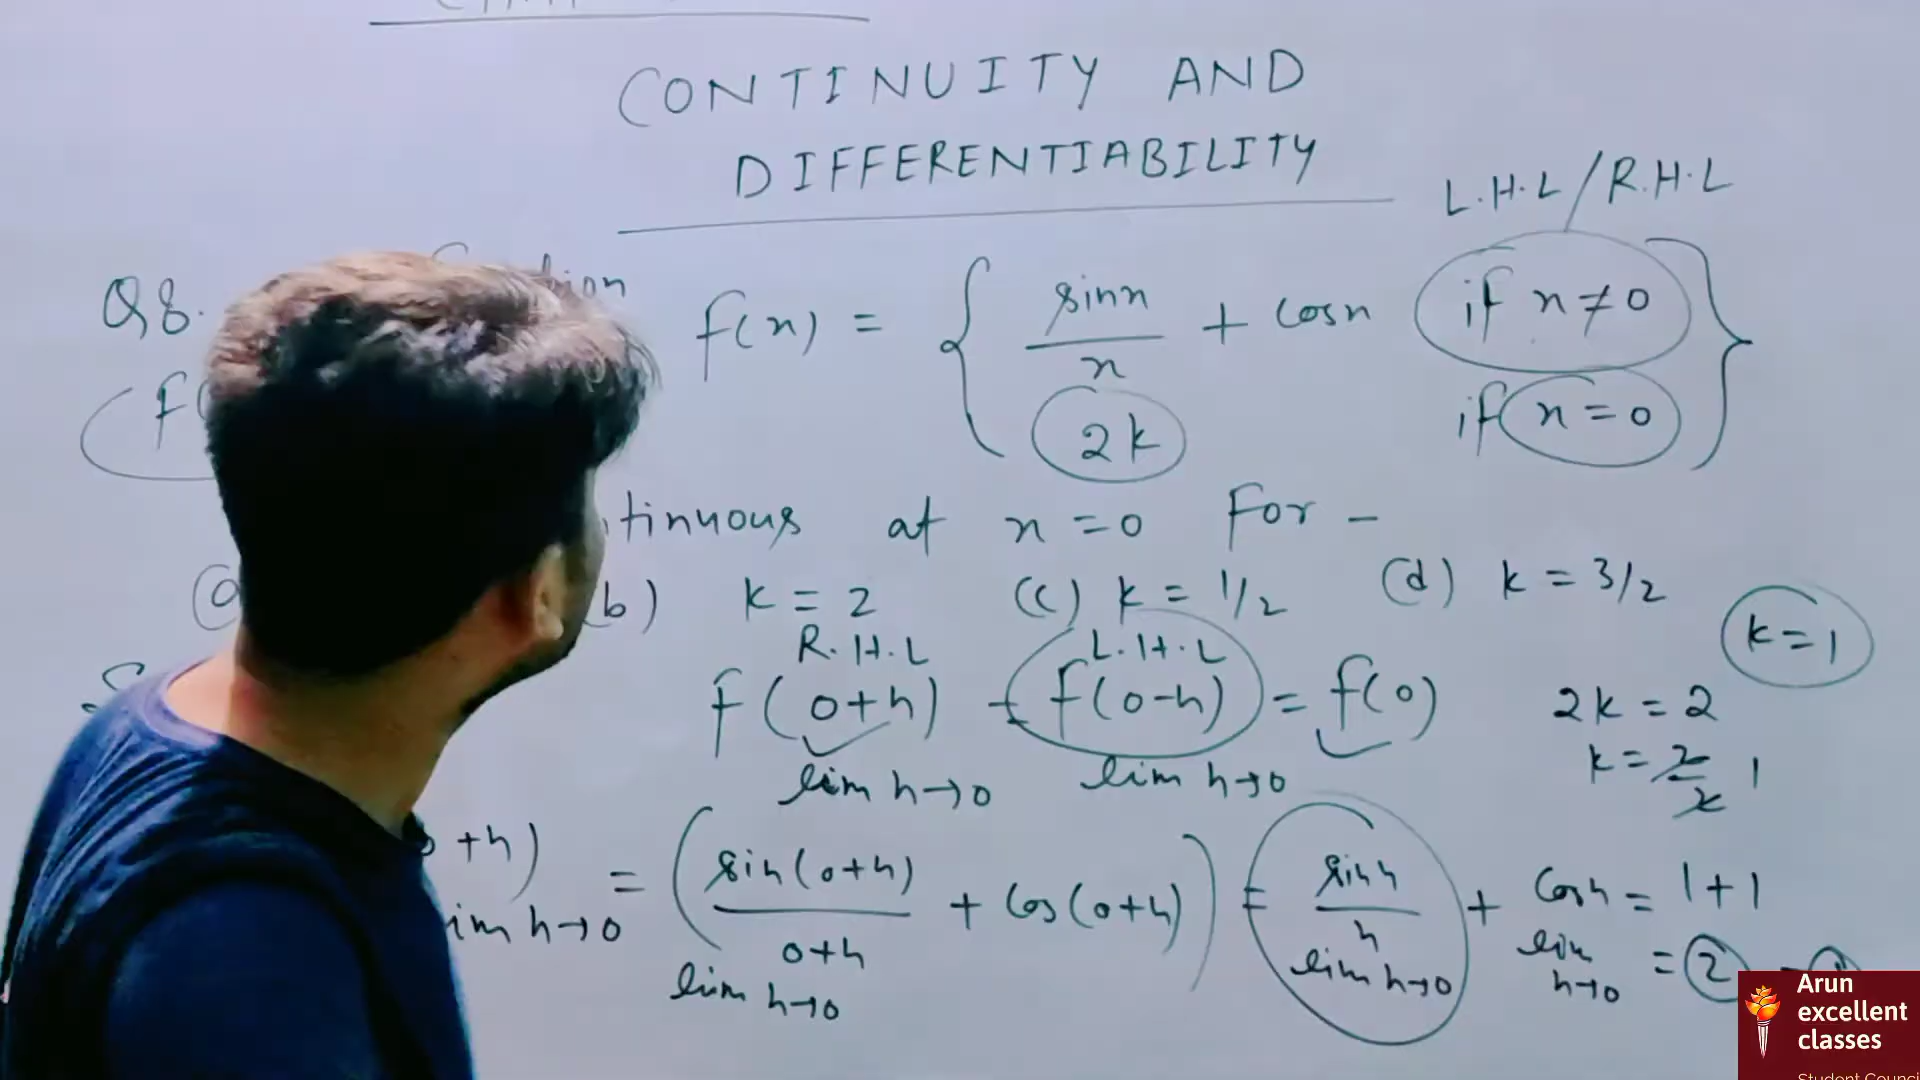 CONTINUITY AND
DIFFERENTIABILITY
L.H.L / R.H.L
Q8.
f(x) = { sinx / x + cosx if x ≠ 0
2k if x = 0 }
at x = 0 For –
(b) k = 2 (c) k = 1/2 (d) k = 3/2
k = 1
R.H.L L.H.L
f(0+h) = f(0-h) = f(0)
lim h→0 lim h→0
2k = 2
k = 2/2 1
+h) = ( sin(0+h) / 0+h + cos(0+h) ) = sinh / h + cosh = 1+1
h→0 lim h→0 lim h→0 lim h→0 = 2
Arun
excellent
classes